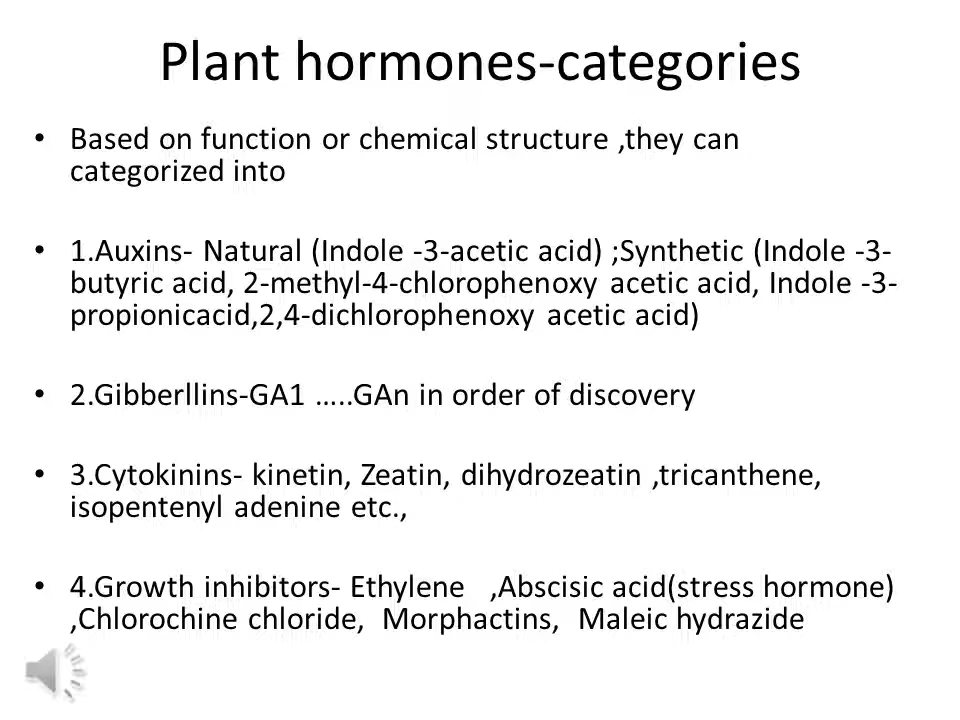 Plant hormones-categories
• Based on function or chemical structure ,they can
categorized into
• 1.Auxins- Natural (Indole -3-acetic acid) ;Synthetic (Indole -3-
butyric acid, 2-methyl-4-chlorophenoxy acetic acid, Indole -3-
propionicacid,2,4-dichlorophenoxy acetic acid)
• 2.Gibberllins-GA1 …..GAn in order of discovery
• 3.Cytokinins- kinetin, Zeatin, dihydrozeatin ,tricanthene,
isopentenyl adenine etc.,
• 4.Growth inhibitors- Ethylene ,Abscisic acid(stress hormone)
,Chlorochine chloride, Morphactins, Maleic hydrazide